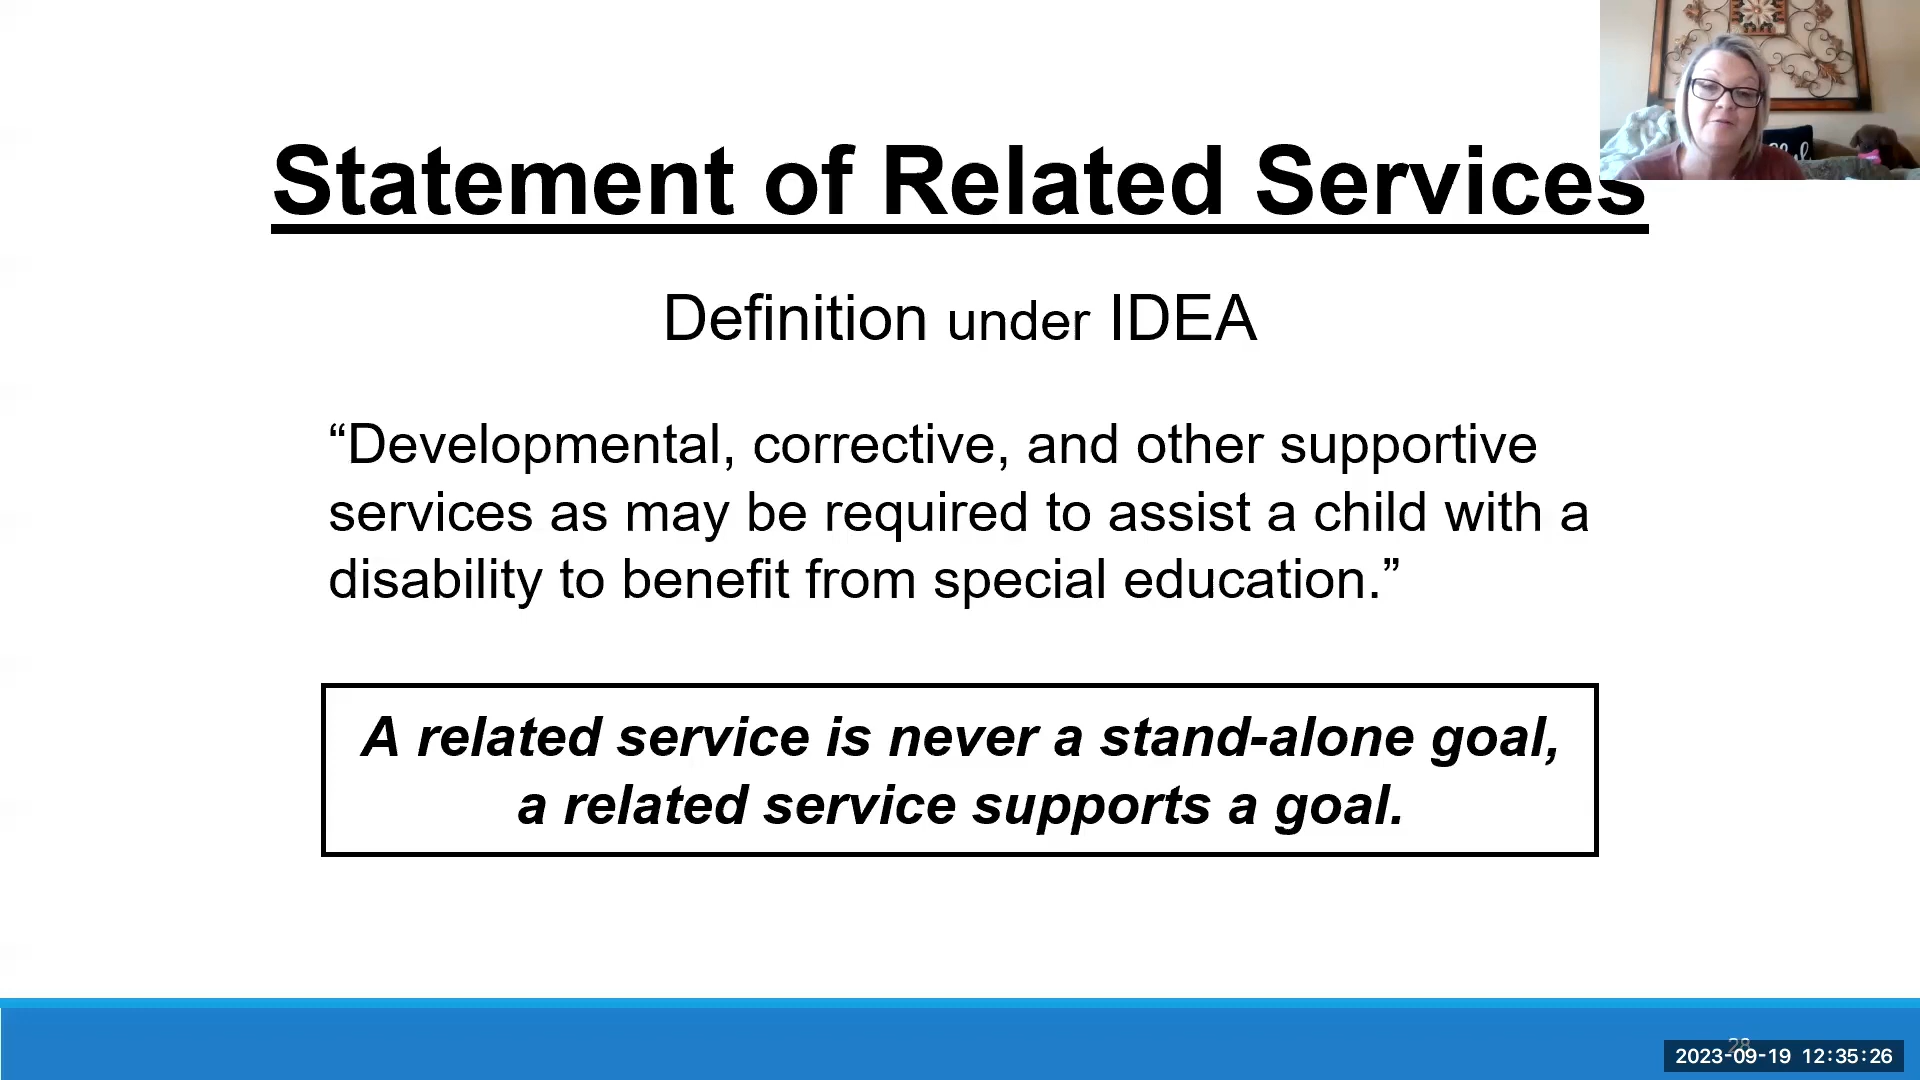 Statement of Related Services
Definition under IDEA
“Developmental, corrective, and other supportive
services as may be required to assist a child with a
disability to benefit from special education.”
A related service is never a stand-alone goal,
a related service supports a goal.
28
2023-09-19 12:35:26